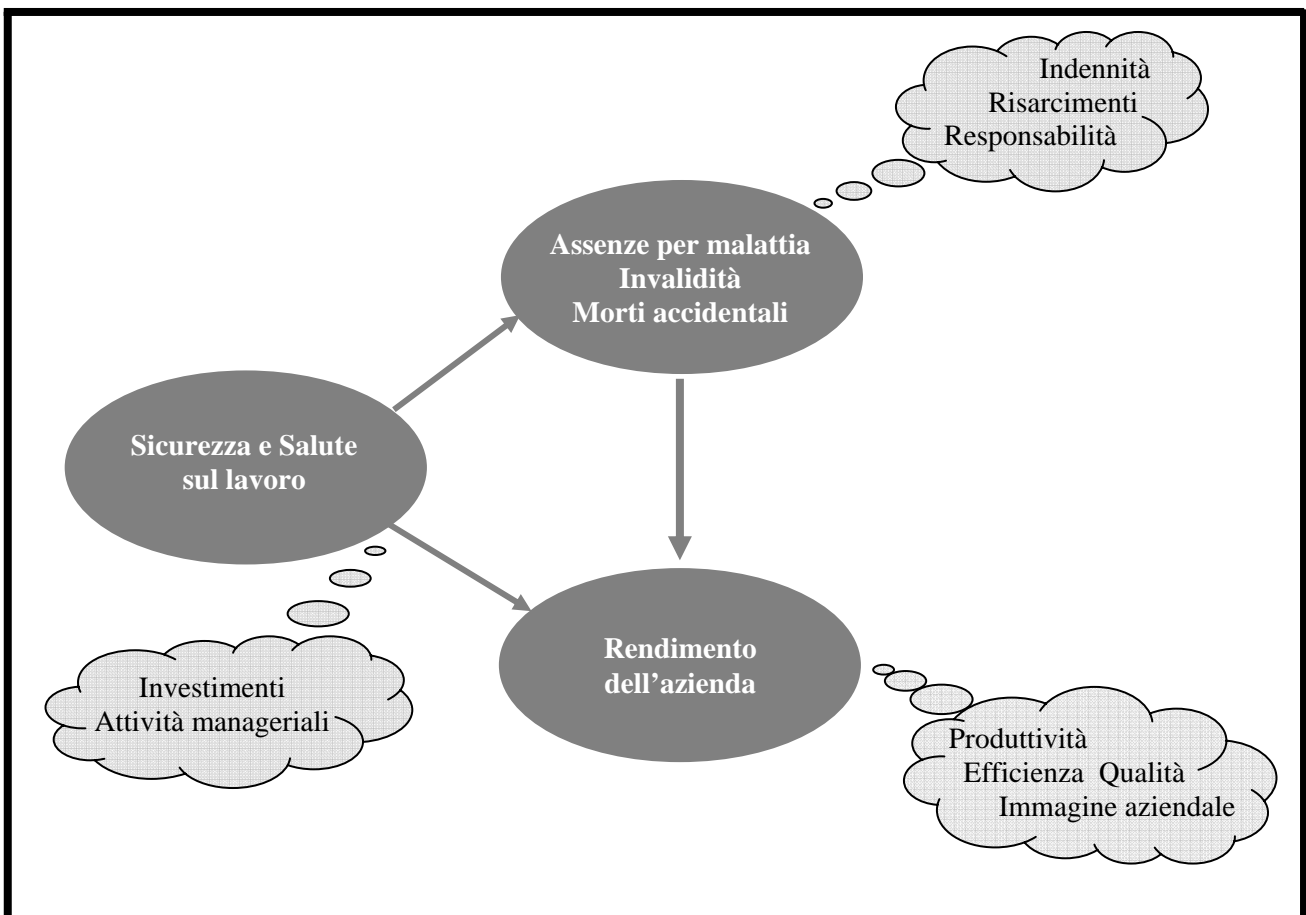 Indennità
Risarcimenti
Responsabilità
Assenze per malattia
Invalidità
Morti accidentali
Sicurezza e Salute
sul lavoro
Rendimento
dell’azienda
Investimenti
Attività manageriali
Produttività
Efficienza Qualità
Immagine aziendale